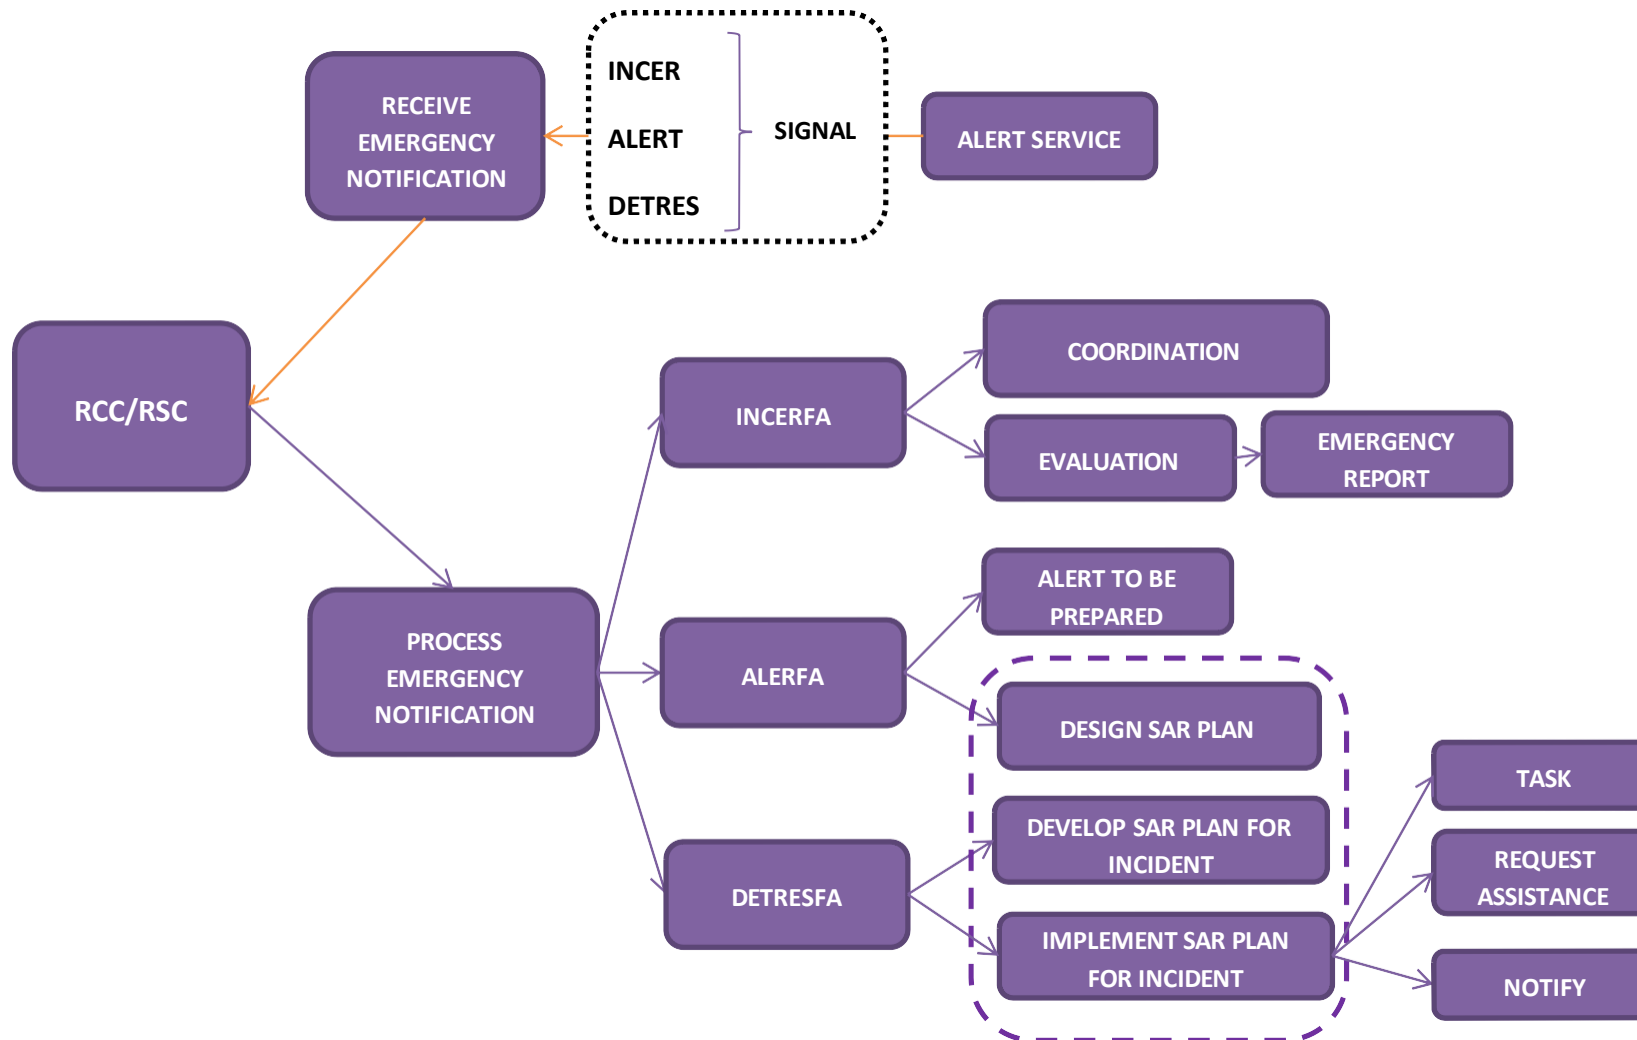 RECEIVE
EMERGENCY
NOTIFICATION
INCER
ALERT
DETRES
SIGNAL
ALERT SERVICE
RCC/RSC
PROCESS
EMERGENCY
NOTIFICATION
INCERFA
COORDINATION
EVALUATION
EMERGENCY
REPORT
ALERFA
ALERT TO BE
PREPARED
DESIGN SAR PLAN
DETRESFA
DEVELOP SAR PLAN FOR
INCIDENT
IMPLEMENT SAR PLAN
FOR INCIDENT
TASK
REQUEST
ASSISTANCE
NOTIFY